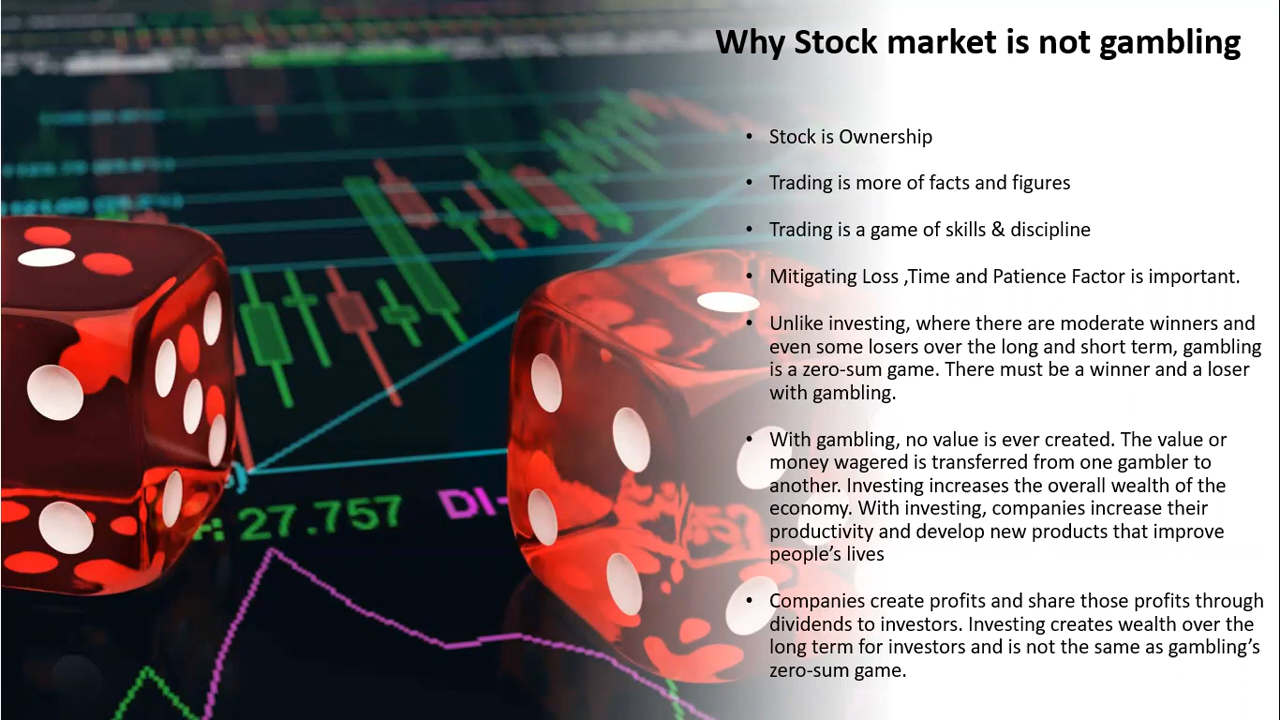 Why Stock market is not gambling
• Stock is Ownership
• Trading is more of facts and figures
• Trading is a game of skills & discipline
• Mitigating Loss ,Time and Patience Factor is important.
• Unlike investing, where there are moderate winners and
even some losers over the long and short term, gambling
is a zero-sum game. There must be a winner and a loser
with gambling.
• With gambling, no value is ever created. The value or
money wagered is transferred from one gambler to
another. Investing increases the overall wealth of the
economy. With investing, companies increase their
productivity and develop new products that improve
people’s lives
• Companies create profits and share those profits through
dividends to investors. Investing creates wealth over the
long term for investors and is not the same as gambling’s
zero-sum game.
27.757
DI-